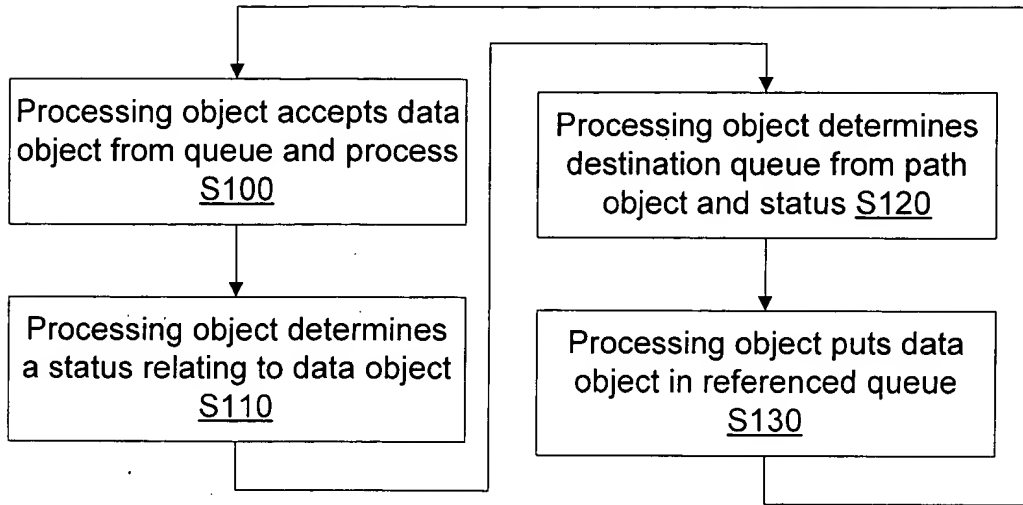 Processing object accepts data
object from queue and process
S100
Processing object determines
a status relating to data object
S110
Processing object determines
destination queue from path
object and status S120
Processing object puts data
object in referenced queue
S130